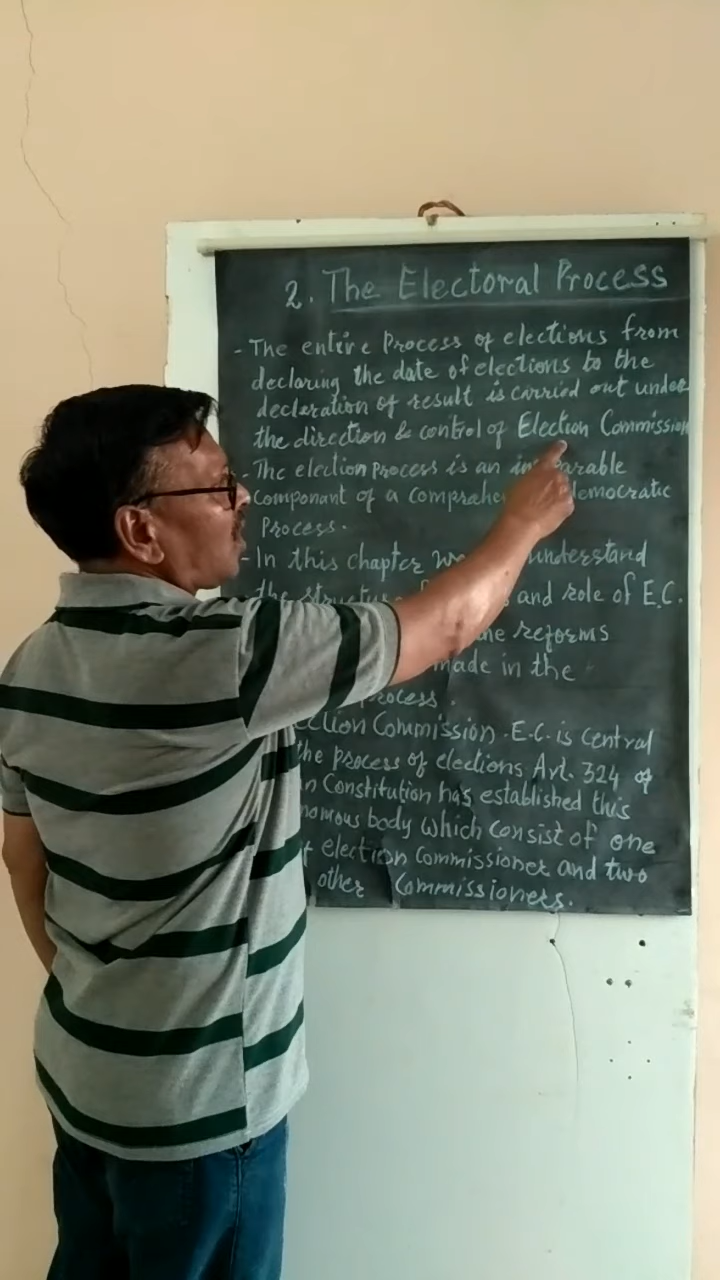 2. The Electoral Process
- The entire Process of elections from
declaring the date of elections to the
declaration of result is carried out under
the direction & control of Election Commission
- The election process is an
component of a democratic
Process.
- In this chapter understand
the and role of E.C.
reforms
made in the
process.
Commission. E.C. is central
the process of elections Art. 324 of
Constitution has established this
body which consist of one
election commissioner and two
other Commissioners.